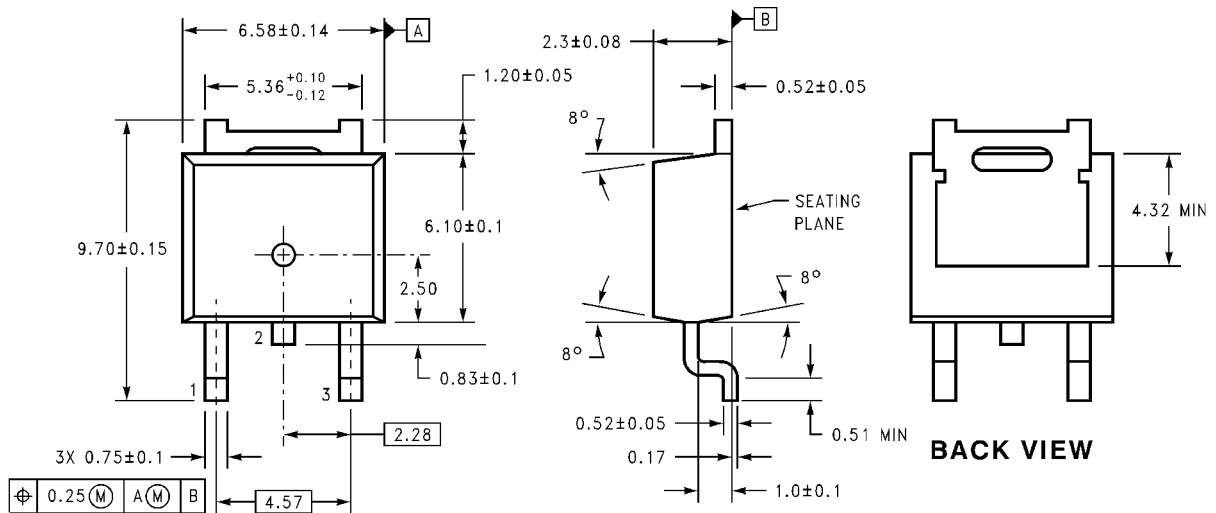 6.58±0.14
A
5.36 +0.10 -0.12
1.20±0.05
9.70±0.15
6.10±0.1
2.50
2
1
3
0.83±0.1
2.28
3X 0.75±0.1
⌖ 0.25 Ⓜ A Ⓜ B
4.57
B
2.3±0.08
0.52±0.05
8°
SEATING
PLANE
8°
8°
0.52±0.05
0.51 MIN
0.17
1.0±0.1
4.32 MIN
BACK VIEW